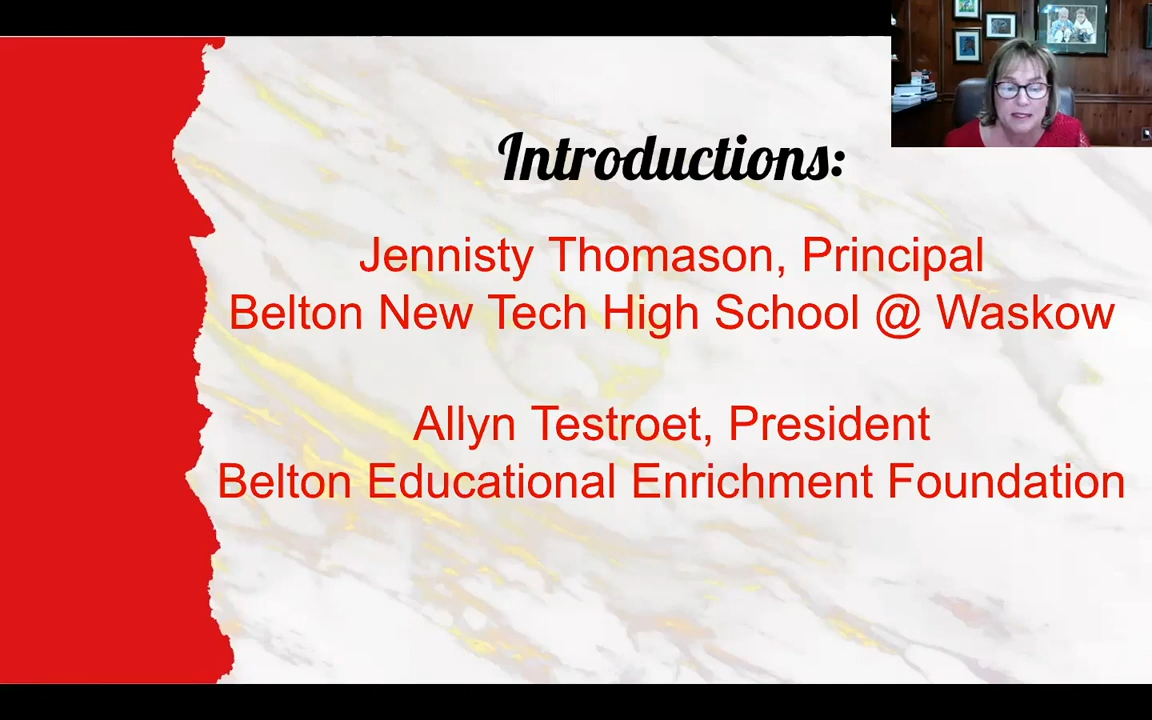 Introductions:
Jennisty Thomason, Principal
Belton New Tech High School @ Waskow
Allyn Testroet, President
Belton Educational Enrichment Foundation